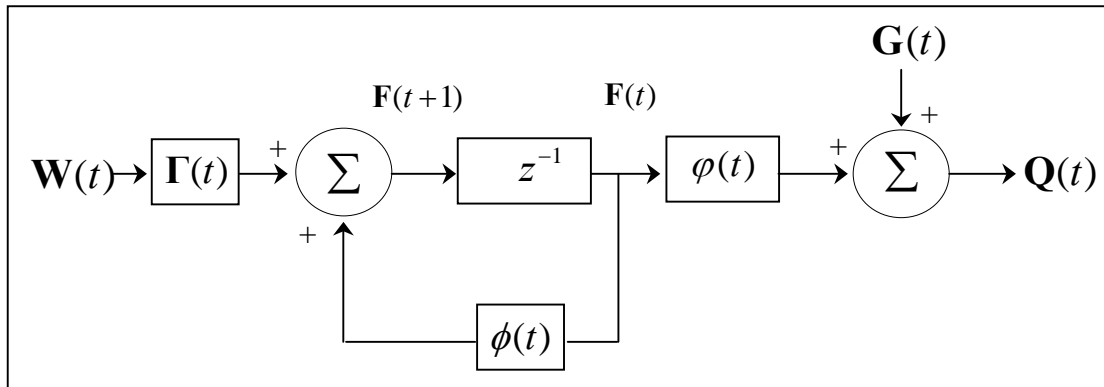 G(t)
F(t+1) F(t)
+
W(t) Γ(t) + Σ z⁻¹ φ(t) + Σ Q(t)
+
ϕ(t)